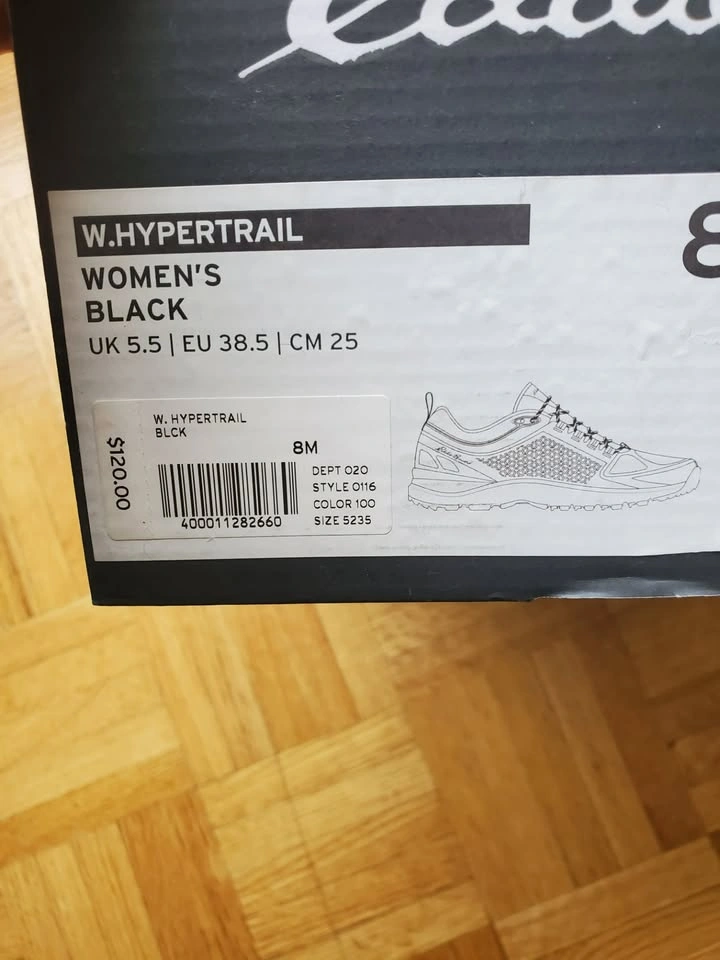 W.HYPERTRAIL
8
WOMEN'S
BLACK
UK 5.5 | EU 38.5 | CM 25
$120.00
W. HYPERTRAIL
BLCK
8M
DEPT 020
STYLE 0116
COLOR 100
SIZE 5235
400011282660